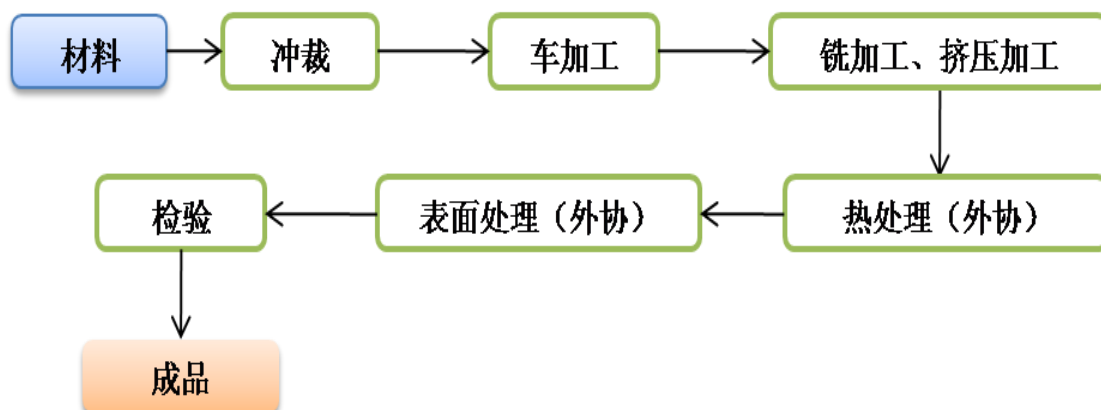 材料
冲裁
车加工
铣加工、挤压加工
热处理（外协）
表面处理（外协）
检验
成品